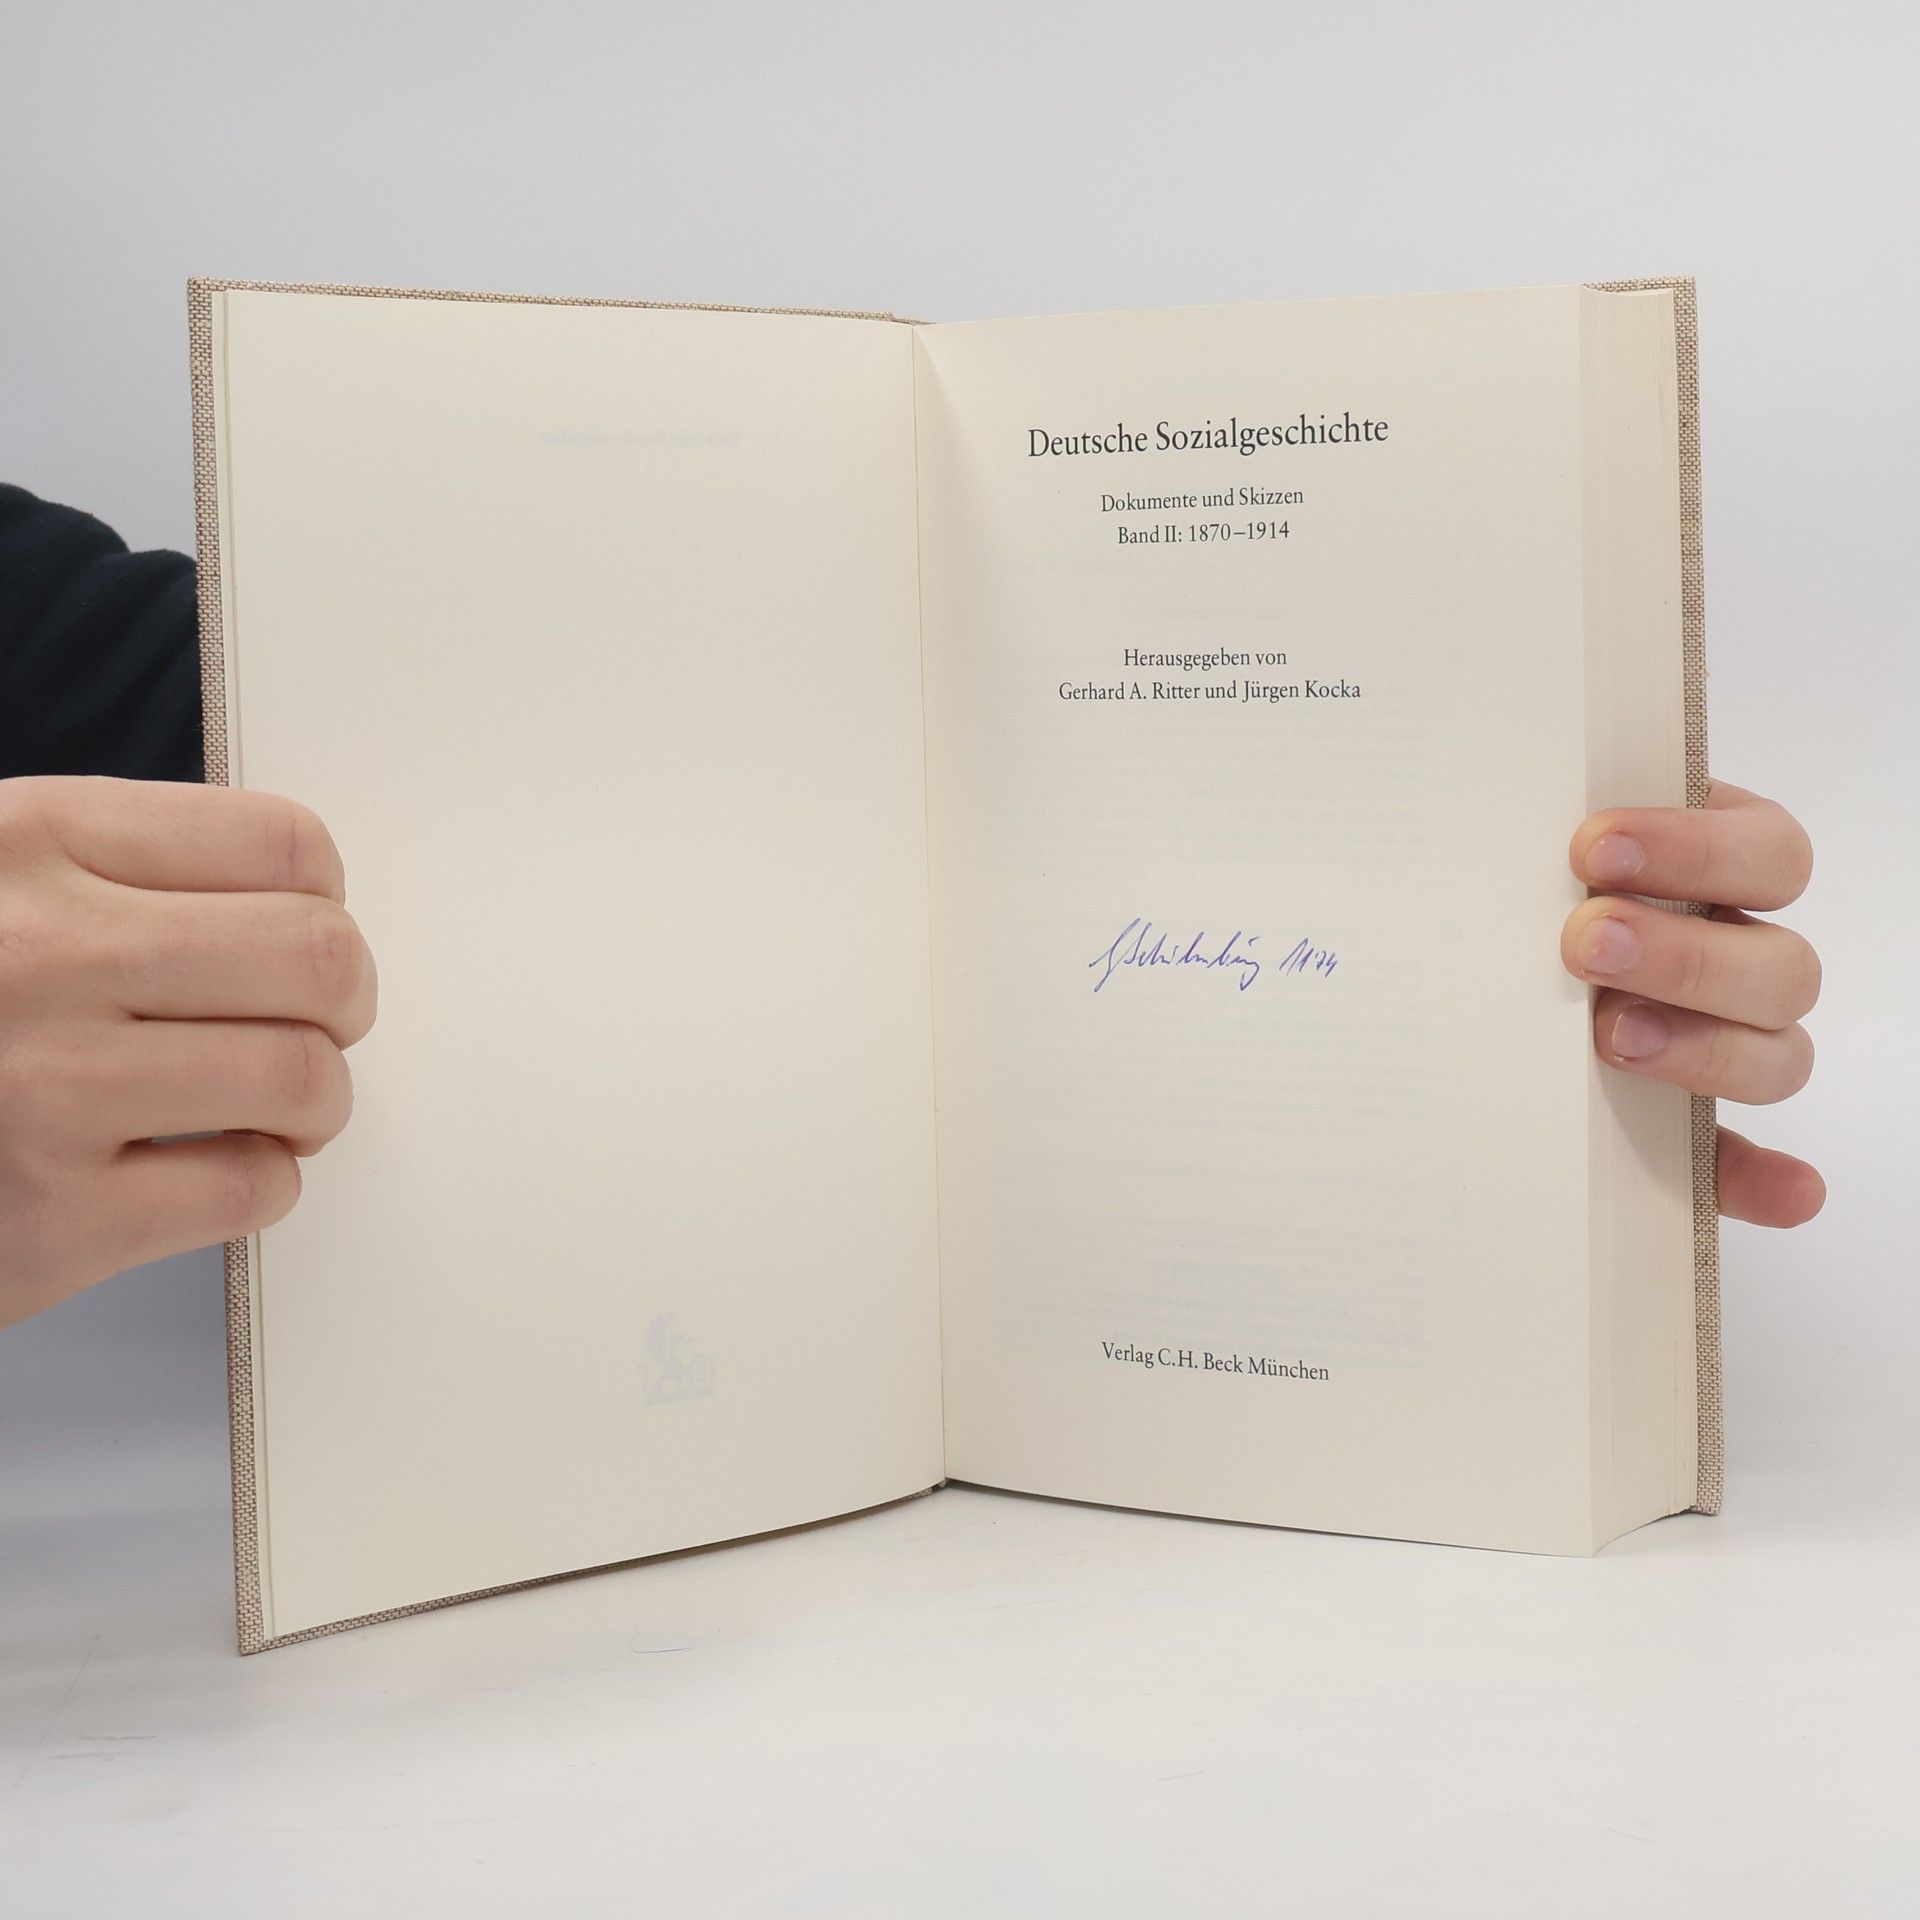 Deutsche Sozialgeschichte
Dokumente und Skizzen
Band II: 1870–1914
Herausgegeben von
Gerhard A. Ritter und Jürgen Kocka
Verlag C.H. Beck München